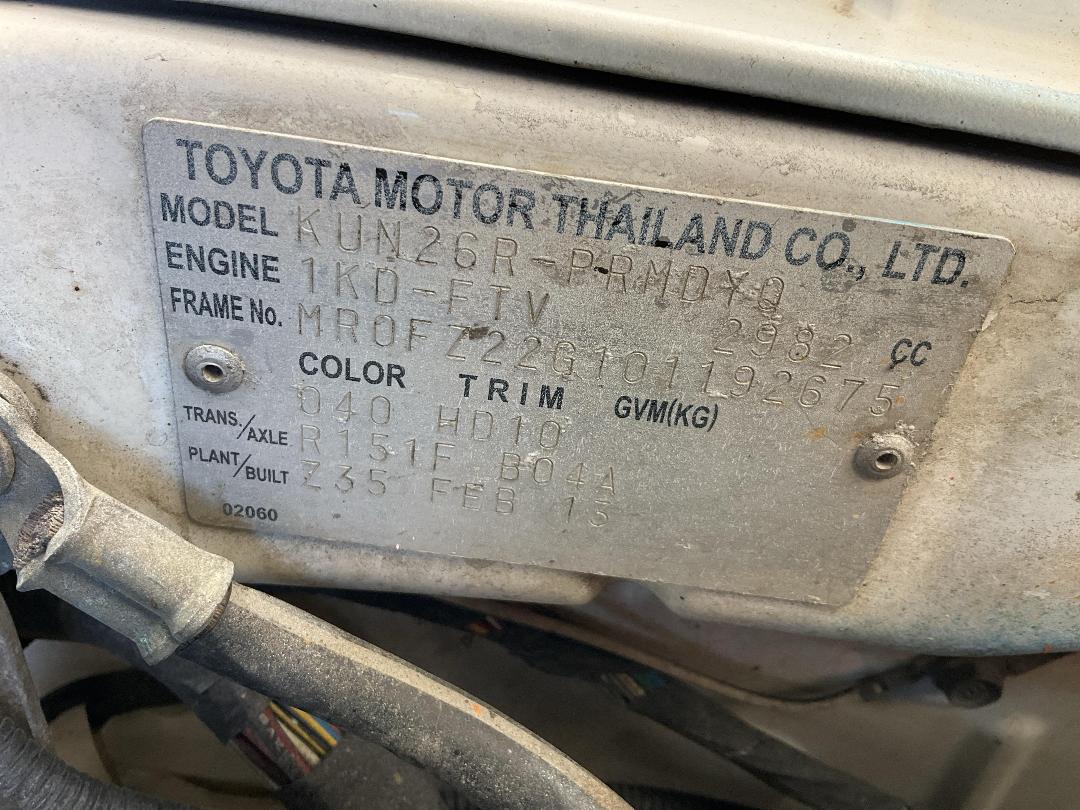 TOYOTA MOTOR THAILAND CO., LTD.
MODEL KUN26R-PRMDYQ
ENGINE 1KD-FTV 2982 CC
FRAME No. MR0FZ22G101192675
COLOR TRIM GVM(KG)
040 HD10
TRANS./AXLE R151F B04A
PLANT/BUILT Z35 FEB 13
02060